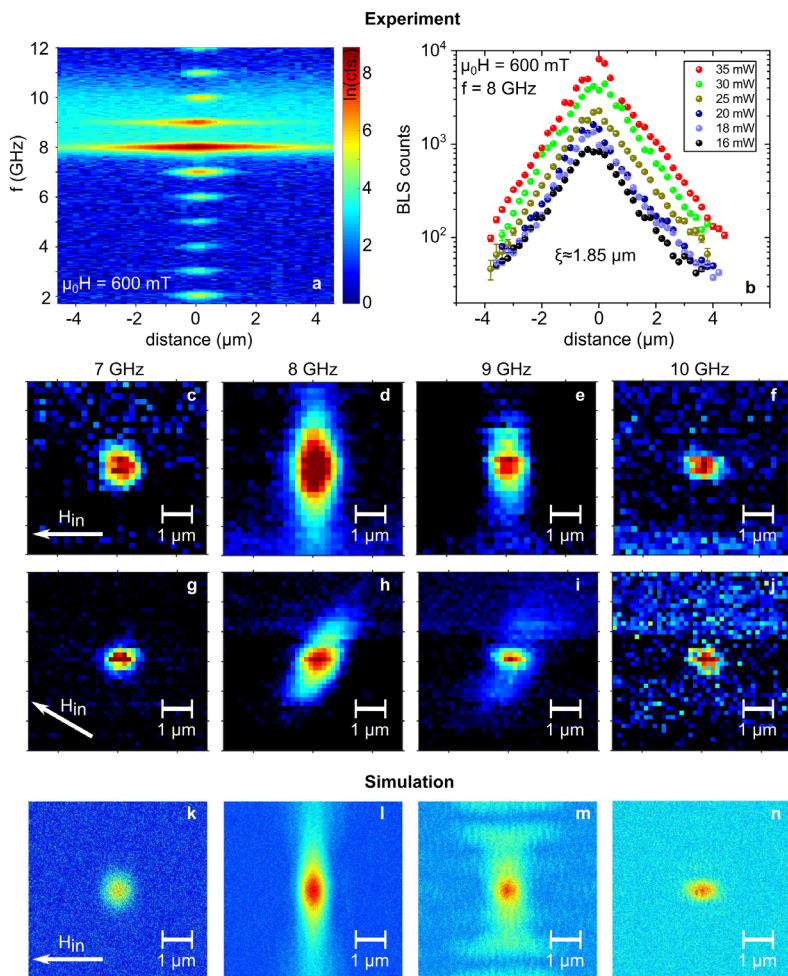 Experiment
12
10
8
6
4
2
f (GHz)
-4
-2
0
2
4
distance (µm)
µ0H = 600 mT
a
ln(cts.)
8
6
4
2
0
10^4
10^3
10^2
BLS counts
µ0H = 600 mT
f = 8 GHz
35 mW
30 mW
25 mW
20 mW
18 mW
16 mW
ξ≈1.85 µm
b
-6
-4
-2
0
2
4
6
distance (µm)
7 GHz
8 GHz
9 GHz
10 GHz
c
d
e
f
Hin
1 µm
1 µm
1 µm
1 µm
g
h
i
j
Hin
1 µm
1 µm
1 µm
1 µm
Simulation
k
l
m
n
Hin
1 µm
1 µm
1 µm
1 µm